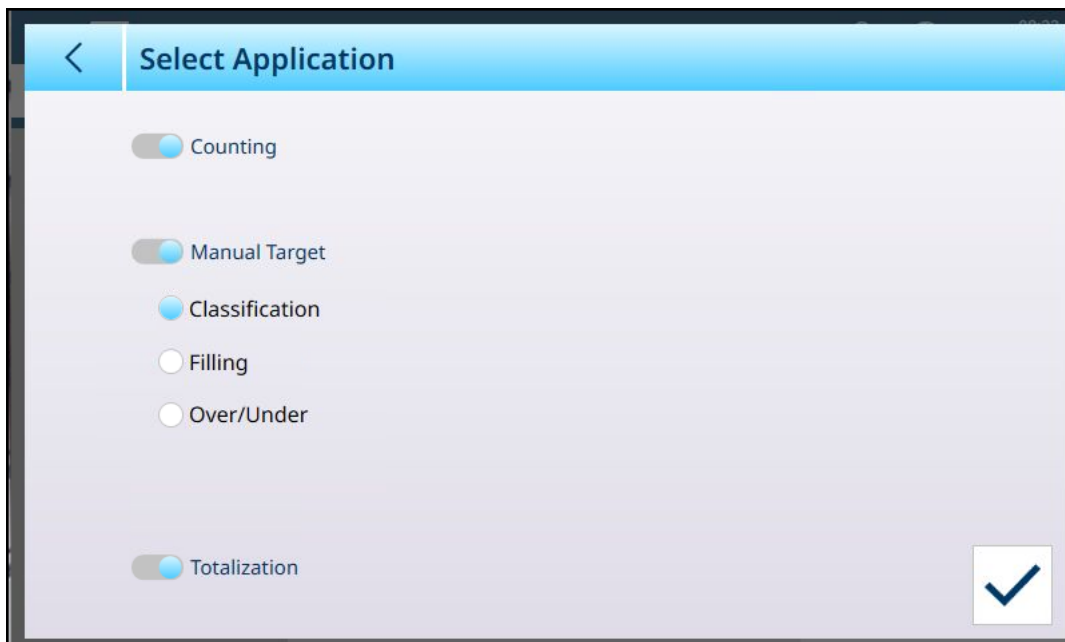 Select Application
Counting
Manual Target
Classification
Filling
Over/Under
Totalization